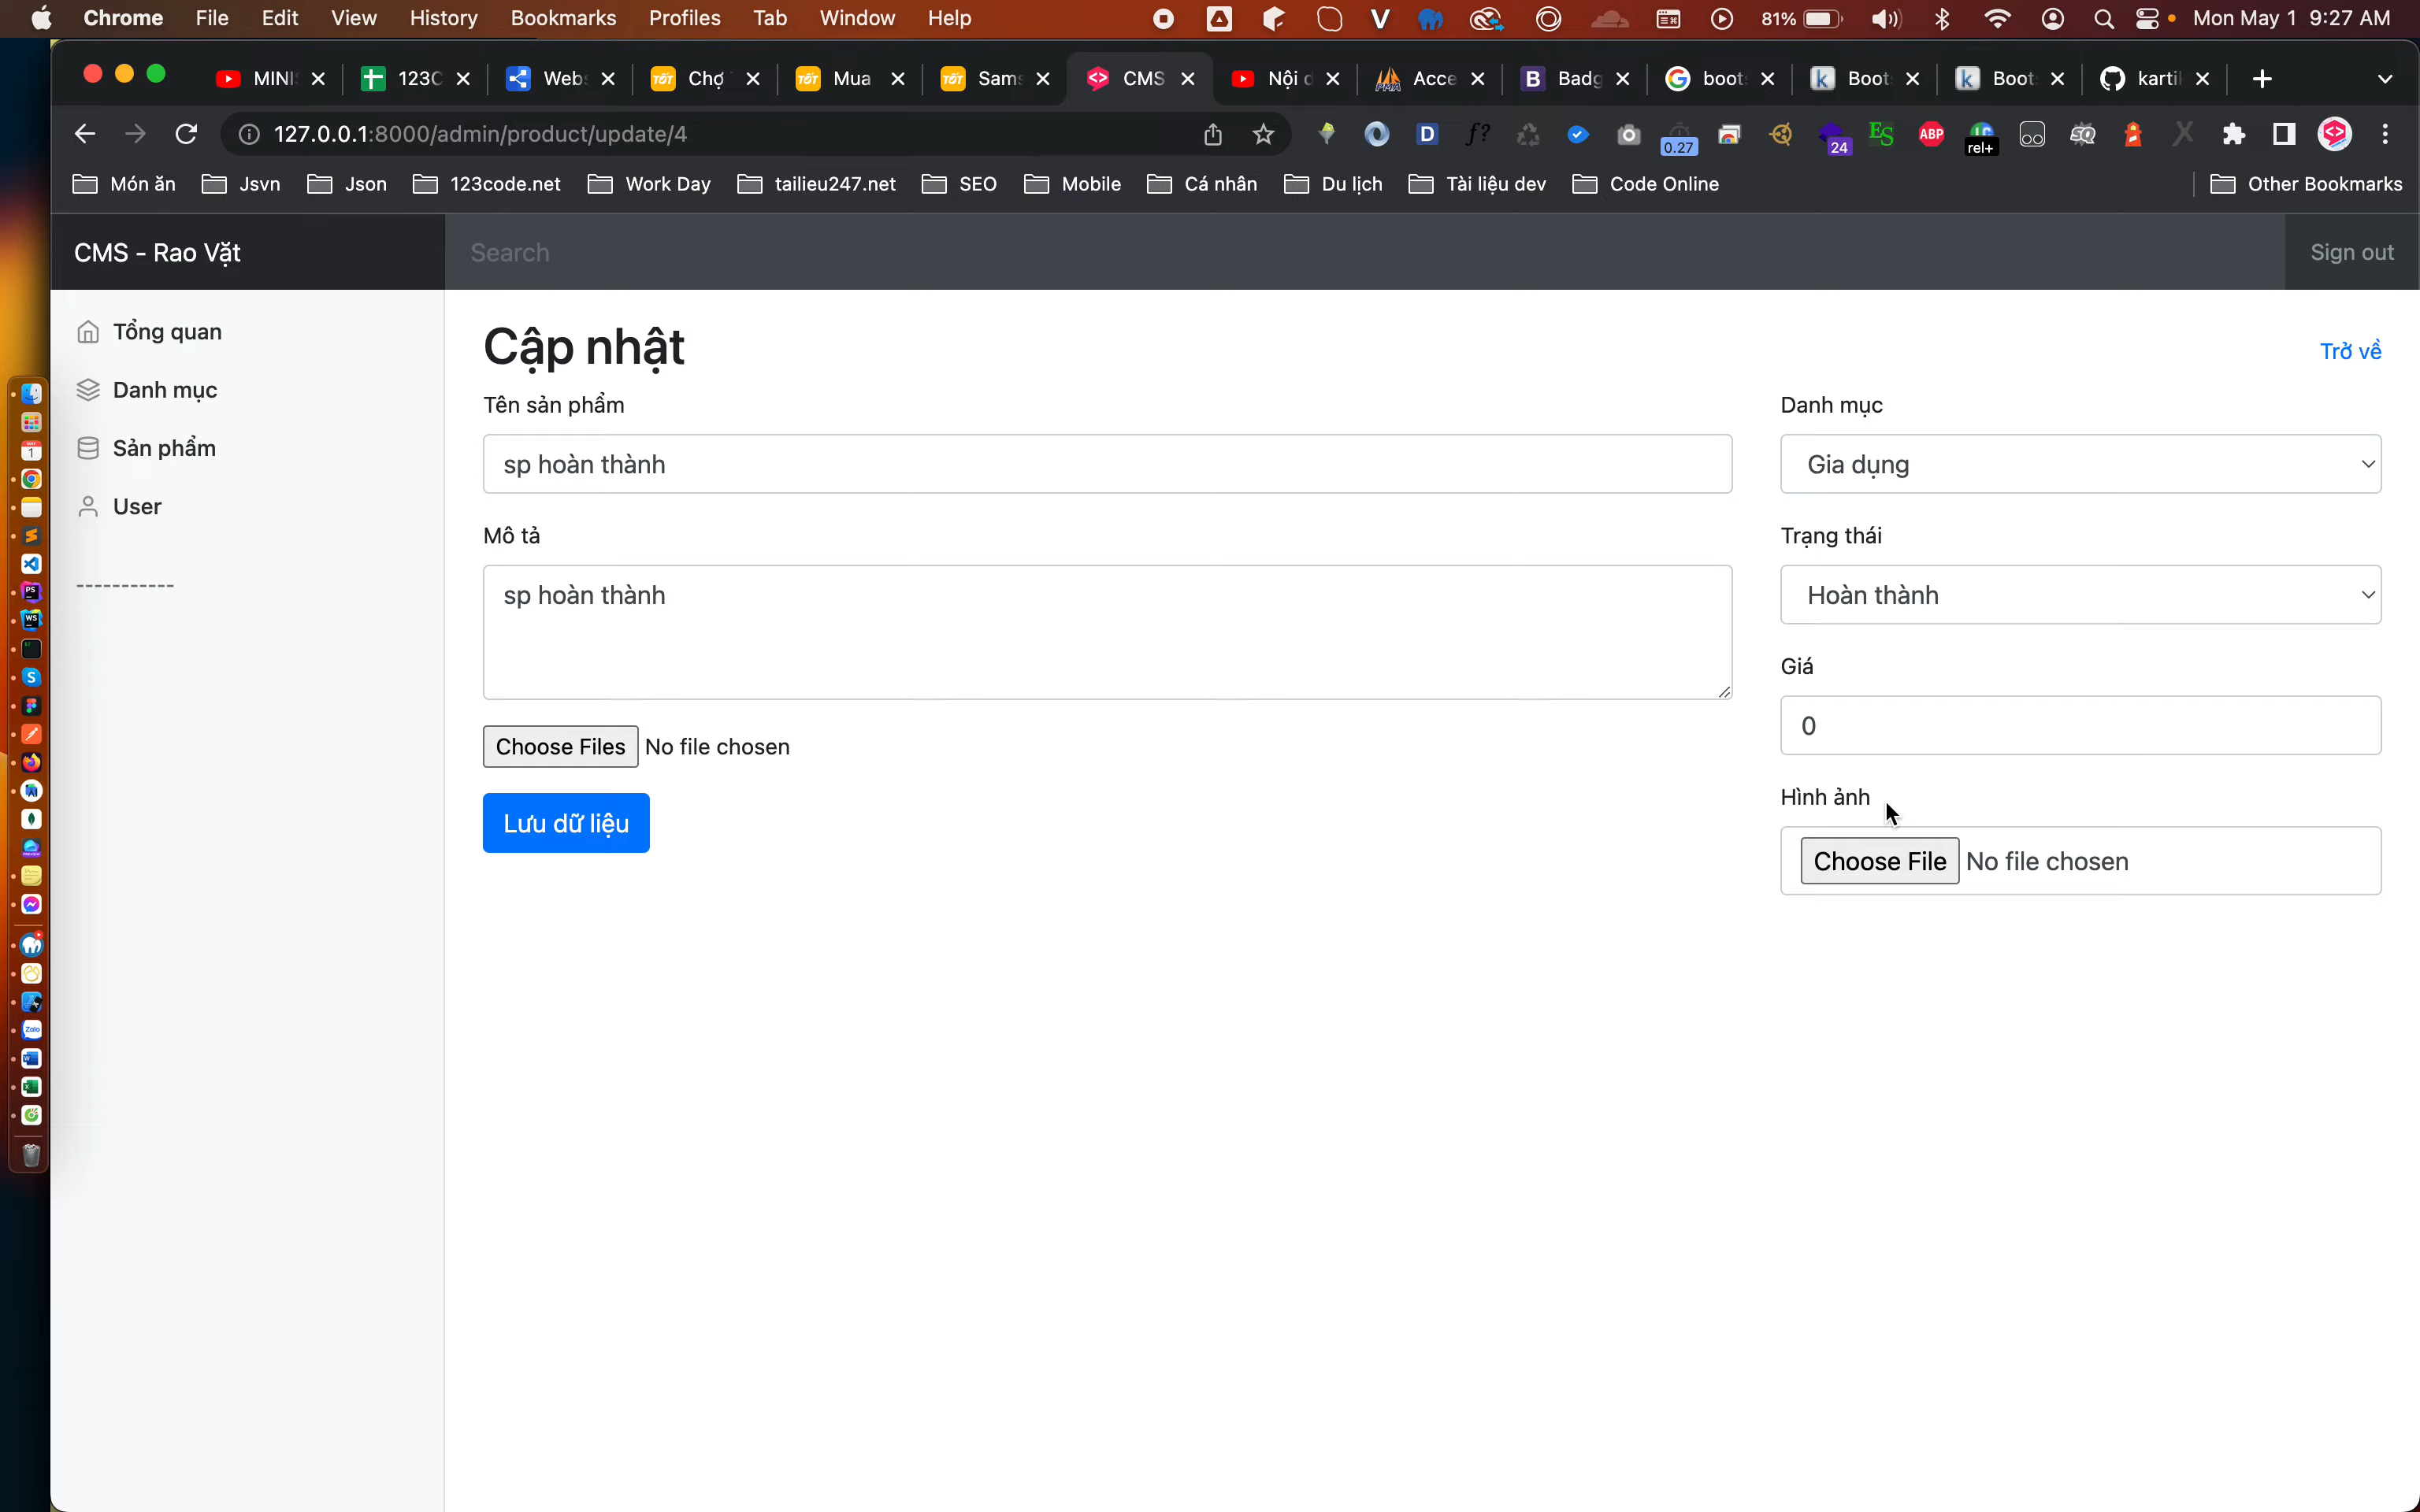 Chrome File Edit View History Bookmarks Profiles Tab Window Help 81% Mon May 1 9:27 AM
MINI 123C Webs Chợ Mua Sams CMS Nội d Acce Badg boots Boot Boot karti
127.0.0.1:8000/admin/product/update/4
0.27 24 ES ABP rel+
Món ăn Jsvn Json 123code.net Work Day tailieu247.net SEO Mobile Cá nhân Du lịch Tài liệu dev Code Online Other Bookmarks
CMS - Rao Vặt Search Sign out
Tổng quan
Danh mục
Sản phẩm
User
------------
Cập nhật
Trở về
Tên sản phẩm
sp hoàn thành
Mô tả
sp hoàn thành
Choose Files No file chosen
Lưu dữ liệu
Danh mục
Gia dụng
Trạng thái
Hoàn thành
Giá
0
Hình ảnh
Choose File No file chosen